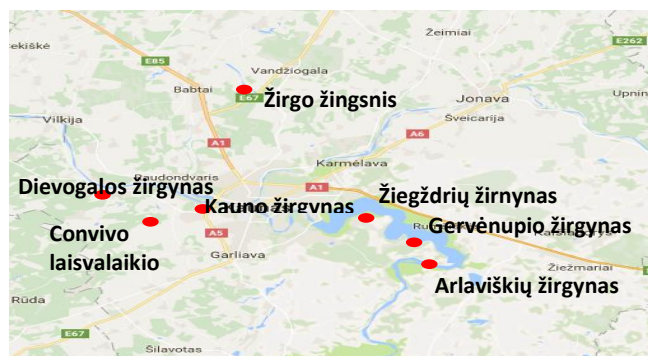 Žeimiai
ekiškė
E85
E262
Vandžiogala
Babtai
E67
Žirgo žingsnis
Jonava
Upnin
Vilkija
Šveicarija
A1
A6
Karmėlava
Raudondvaris
A1
Dievogalos žirgynas
Kauno žirgynas
Žiegždrių žirnynas
Gervėnupio žirgynas
Convivo
laisvalaikio
A5
Garliava
Žiežmariai
Arlaviškių žirgynas
Rūda
E67
Šilavotas